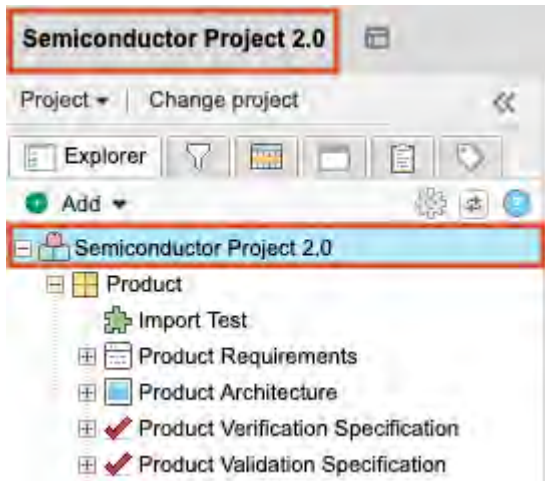 Semiconductor Project 2.0
Project | Change project
Explorer
Add
Semiconductor Project 2.0
Product
Import Test
Product Requirements
Product Architecture
Product Verification Specification
Product Validation Specification